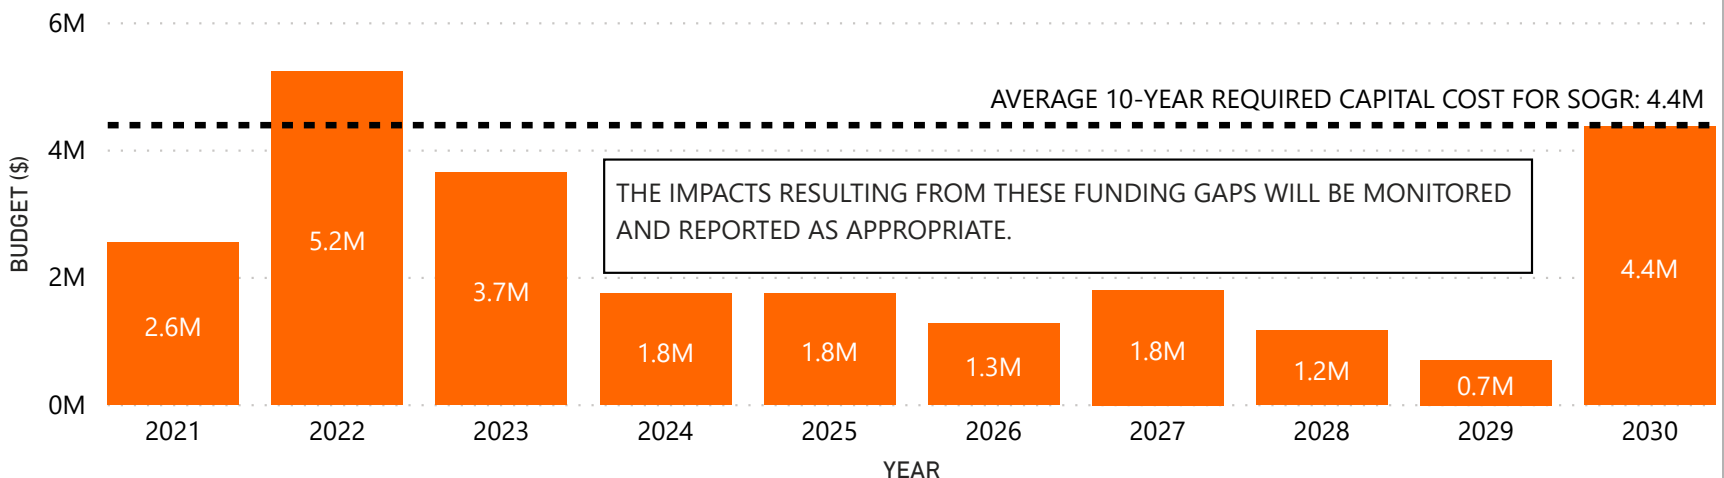 6M
AVERAGE 10-YEAR REQUIRED CAPITAL COST FOR SOGR: 4.4M
4M
THE IMPACTS RESULTING FROM THESE FUNDING GAPS WILL BE MONITORED
AND REPORTED AS APPROPRIATE.
BUDGET ($)
2M
0M
2.6M
5.2M
3.7M
1.8M
1.8M
1.3M
1.8M
1.2M
0.7M
4.4M
2021 2022 2023 2024 2025 2026 2027 2028 2029 2030
YEAR